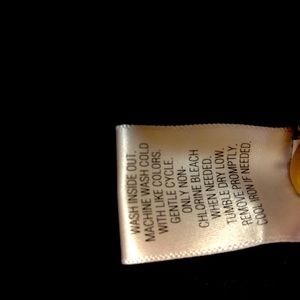 WASH INSIDE OUT.
MACHINE WASH COLD
WITH LIKE COLORS.
GENTLE CYCLE.
ONLY NON-
CHLORINE BLEACH
WHEN NEEDED.
TUMBLE DRY LOW.
REMOVE PROMPTLY.
COOL IRON IF NEEDED.